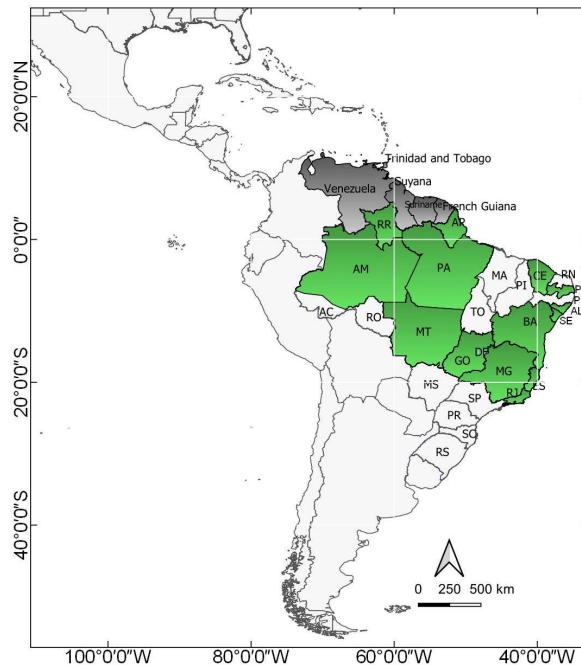 20°0'0"N
Trinidad and Tobago
Venezuela
Guyana
Suriname
French Guiana
RR
AP
0°0'0"
AM
PA
MA
CE
RN
PI
AC
RO
TO
AL
SE
MT
BA
DF
GO
MG
20°0'0"S
MS
ES
SP
RJ
PR
SC
RS
40°0'0"S
0 250 500 km
100°0'0"W
80°0'0"W
60°0'0"W
40°0'0"W